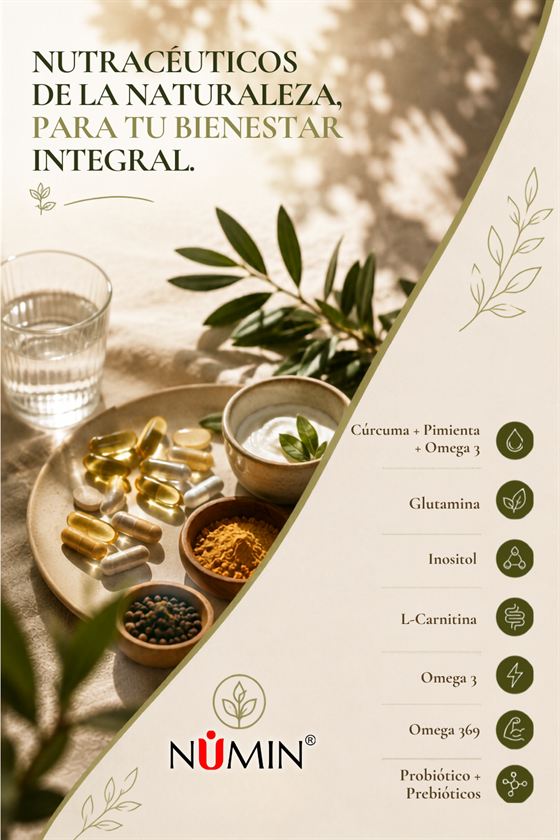 NUTRACÉUTICOS
DE LA NATURALEZA,
PARA TU BIENESTAR
INTEGRAL.
Cúrcuma + Pimienta
+ Omega 3
Glutamina
Inositol
L-Carnitina
Omega 3
Omega 369
Probiótico +
Prebióticos
NUMIN®